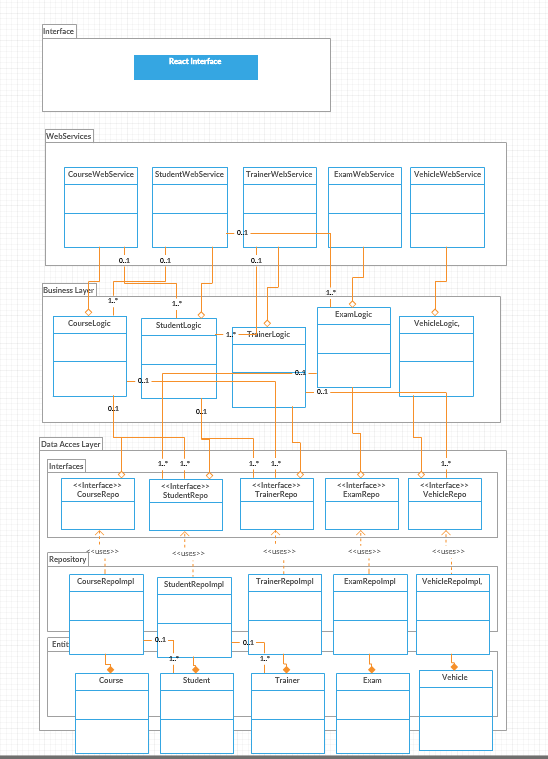 Interface
React Interface
WebServices
CourseWebService
StudentWebService
TrainerWebService
ExamWebService
VehicleWebService
0..1
0..1
0..1
0..1
Business Layer
1..*
1..*
1..*
CourseLogic
StudentLogic
TrainerLogic
ExamLogic
VehicleLogic,
1..*
0..1
0..1
0..1
0..1
0..1
Data Acces Layer
Interfaces
1..*
1..*
1..*
1..*
1..*
<<Interface>>
CourseRepo
<<Interface>>
StudentRepo
<<Interface>>
TrainerRepo
<<Interface>>
ExamRepo
<<Interface>>
VehicleRepo
<<uses>>
<<uses>>
<<uses>>
<<uses>>
<<uses>>
Repository
CourseRepoImpl
StudentRepoImpl
TrainerRepoImpl
ExamRepoImpl
VehicleRepoImpl
Entit
0..1
0..1
1..*
1..*
Course
Student
Trainer
Exam
Vehicle